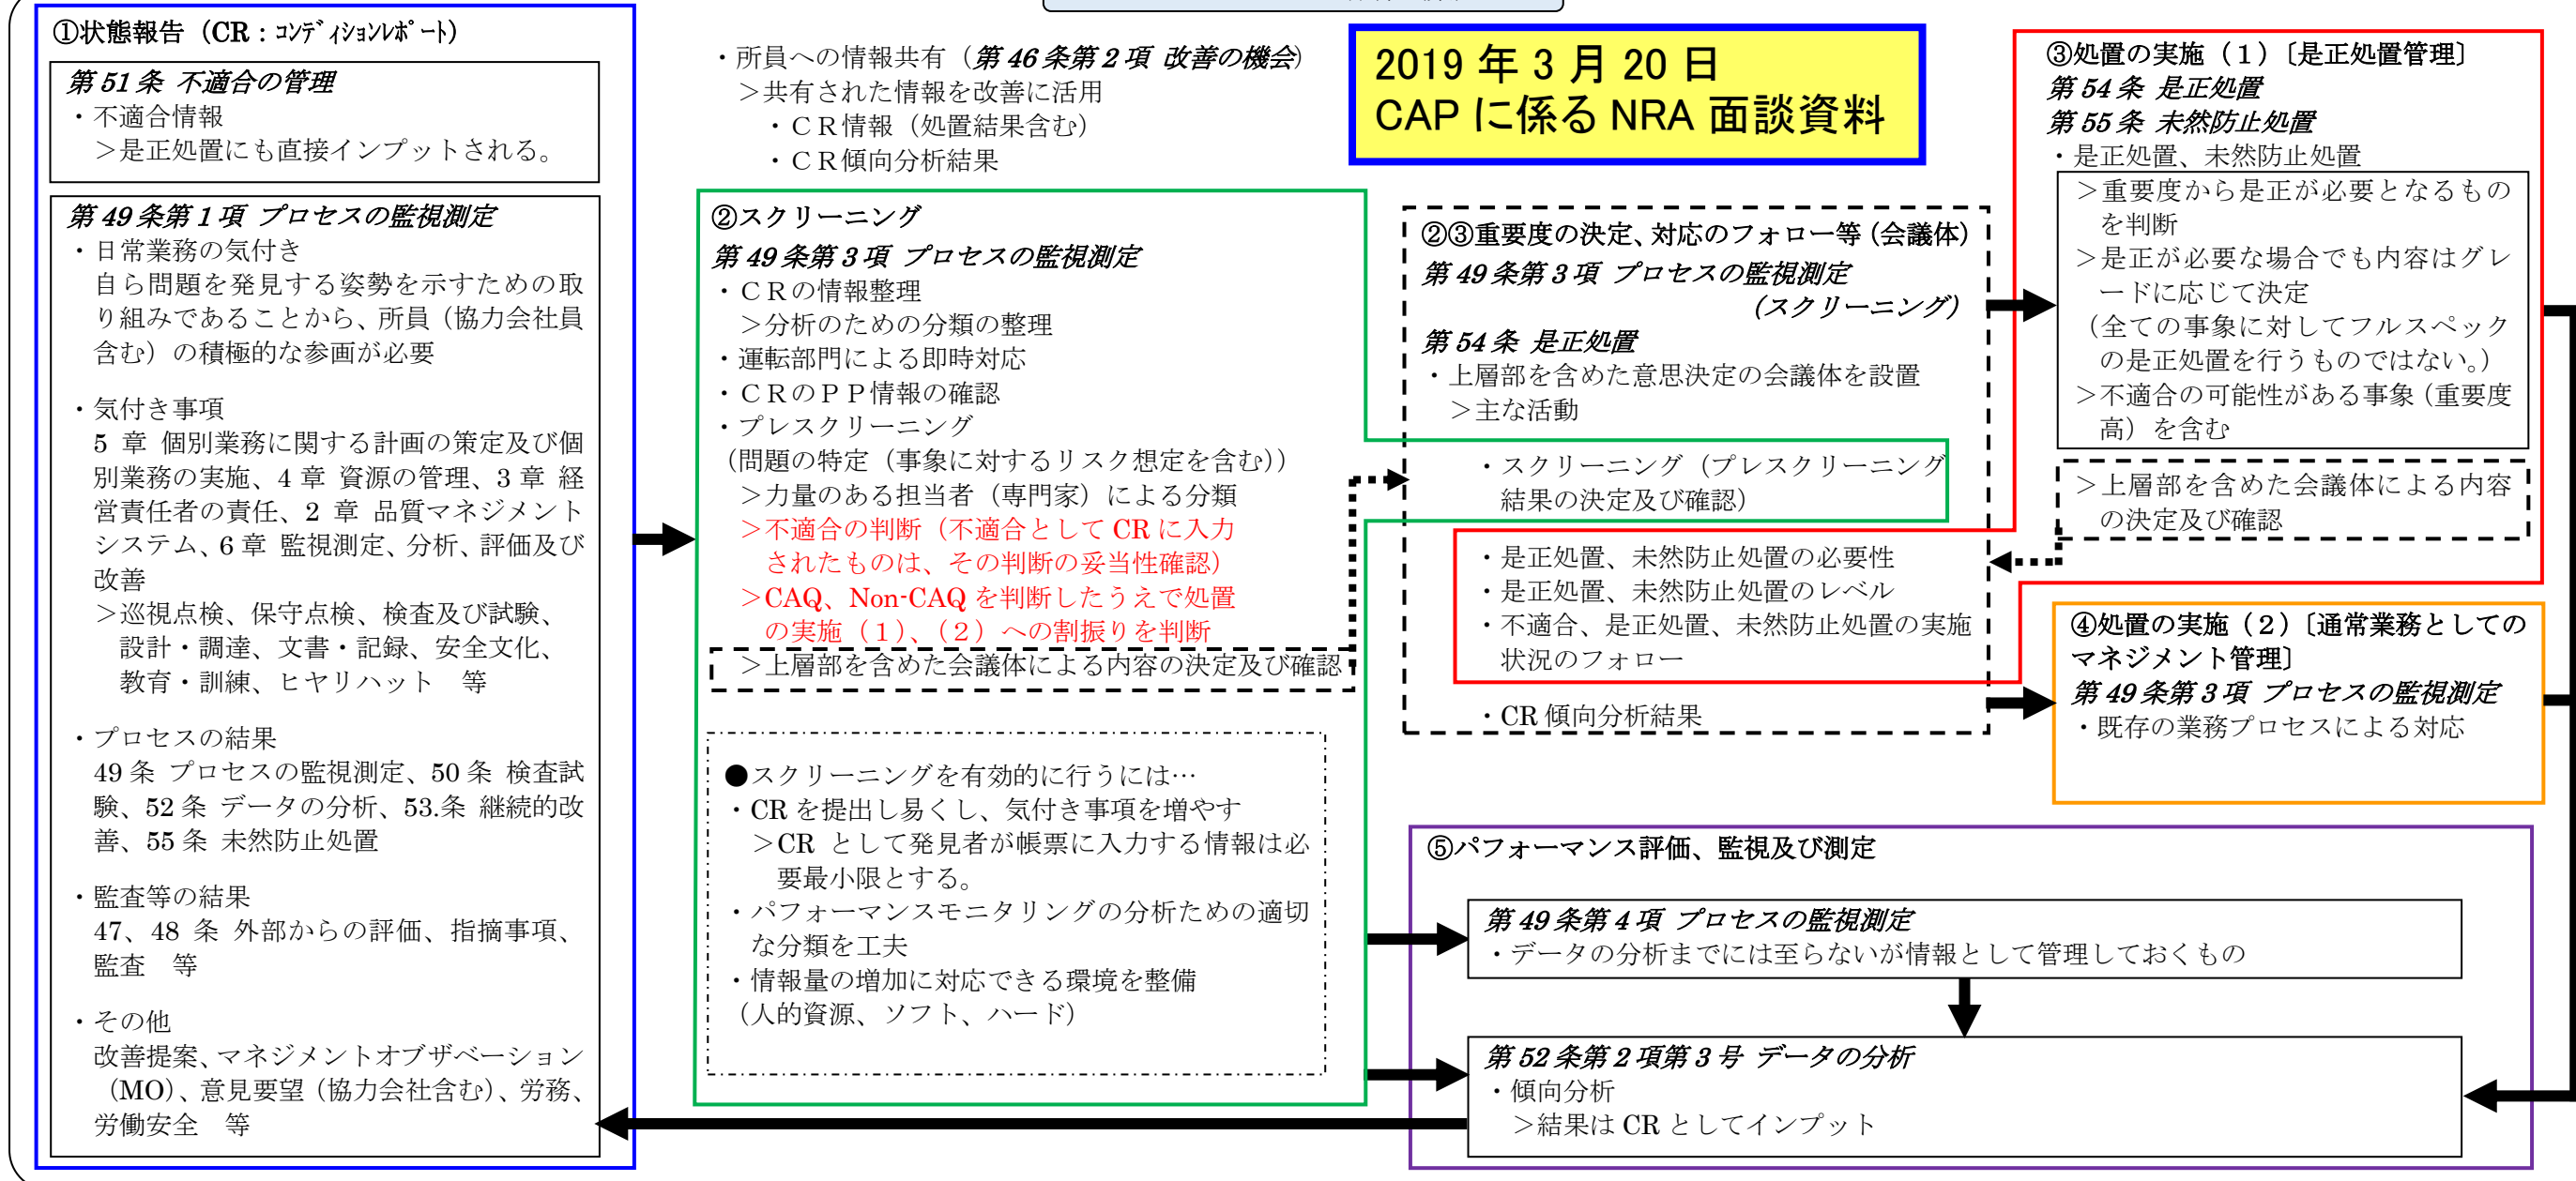 ①状態報告（CR：ｺﾝﾃﾞｨｼｮﾝﾚﾎﾟｰﾄ）
第51条 不適合の管理
・不適合情報
＞是正処置にも直接インプットされる。
第49条第1項 プロセスの監視測定
・日常業務の気付き
自ら問題を発見する姿勢を示すための取
り組みであることから、所員（協力会社員
含む）の積極的な参画が必要
・気付き事項
5 章 個別業務に関する計画の策定及び個
別業務の実施、4 章 資源の管理、3 章 経
営責任者の責任、2 章 品質マネジメント
システム、6 章 監視測定、分析、評価及び
改善
＞巡視点検、保守点検、検査及び試験、
設計・調達、文書・記録、安全文化、
教育・訓練、ヒヤリハット　等
・プロセスの結果
49 条 プロセスの監視測定、50 条 検査試
験、52 条 データの分析、53.条 継続的改
善、55 条 未然防止処置
・監査等の結果
47、48 条 外部からの評価、指摘事項、
監査　等
・その他
改善提案、マネジメントオブザベーション
（MO）、意見要望（協力会社含む）、労務、
労働安全　等
・所員への情報共有（第46条第2項 改善の機会）
＞共有された情報を改善に活用
・ＣＲ情報（処置結果含む）
・ＣＲ傾向分析結果
2019 年 3 月 20 日
CAP に係る NRA 面談資料
②スクリーニング
第49条第3項 プロセスの監視測定
・ＣＲの情報整理
＞分析のための分類の整理
・運転部門による即時対応
・ＣＲのＰＰ情報の確認
・プレスクリーニング
（問題の特定（事象に対するリスク想定を含む））
＞力量のある担当者（専門家）による分類
＞不適合の判断（不適合として CR に入力
されたものは、その判断の妥当性確認）
＞CAQ、Non-CAQ を判断したうえで処置
の実施（１）、（２）への割振りを判断
＞上層部を含めた会議体による内容の決定及び確認
●スクリーニングを有効的に行うには…
・CR を提出し易くし、気付き事項を増やす
＞CR として発見者が帳票に入力する情報は必
要最小限とする。
・パフォーマンスモニタリングの分析ための適切
な分類を工夫
・情報量の増加に対応できる環境を整備
（人的資源、ソフト、ハード）
②③重要度の決定、対応のフォロー等（会議体）
第49条第3項 プロセスの監視測定
（スクリーニング）
第54条 是正処置
・上層部を含めた意思決定の会議体を設置
＞主な活動
・スクリーニング（プレスクリーニング
結果の決定及び確認）
・是正処置、未然防止処置の必要性
・是正処置、未然防止処置のレベル
・不適合、是正処置、未然防止処置の実施
状況のフォロー
・CR 傾向分析結果
③処置の実施（１）〔是正処置管理〕
第54条 是正処置
第55条 未然防止処置
・是正処置、未然防止処置
＞重要度から是正が必要となるもの
を判断
＞是正が必要な場合でも内容はグレ
ードに応じて決定
（全ての事象に対してフルスペック
の是正処置を行うものではない。）
＞不適合の可能性がある事象（重要度
高）を含む
＞上層部を含めた会議体による内容
の決定及び確認
④処置の実施（２）〔通常業務としての
マネジメント管理〕
第49条第3項 プロセスの監視測定
・既存の業務プロセスによる対応
⑤パフォーマンス評価、監視及び測定
第49条第4項 プロセスの監視測定
・データの分析までには至らないが情報として管理しておくもの
第52条第2項第3号 データの分析
・傾向分析
＞結果は CR としてインプット